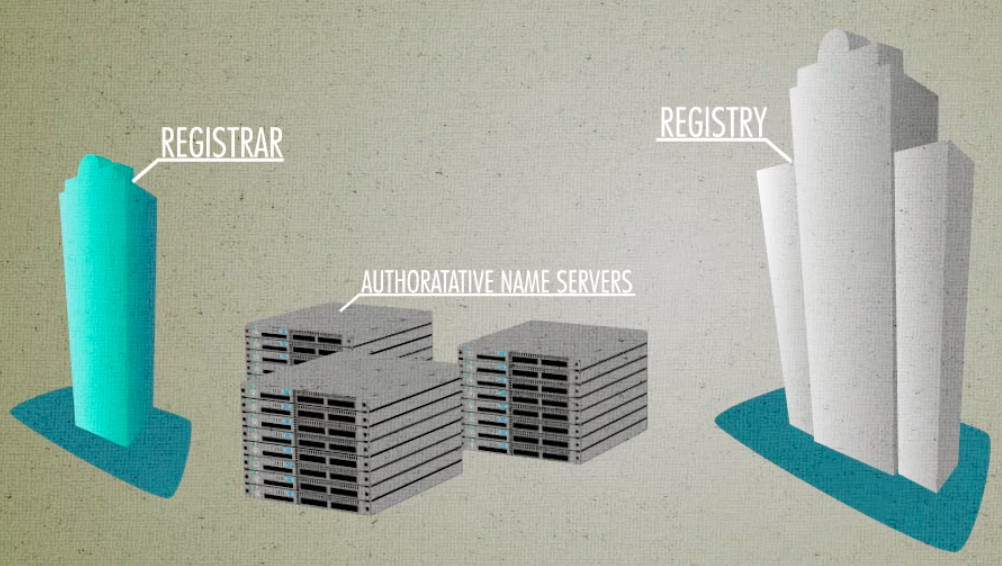 REGISTRAR
REGISTRY
AUTHORATATIVE NAME SERVERS